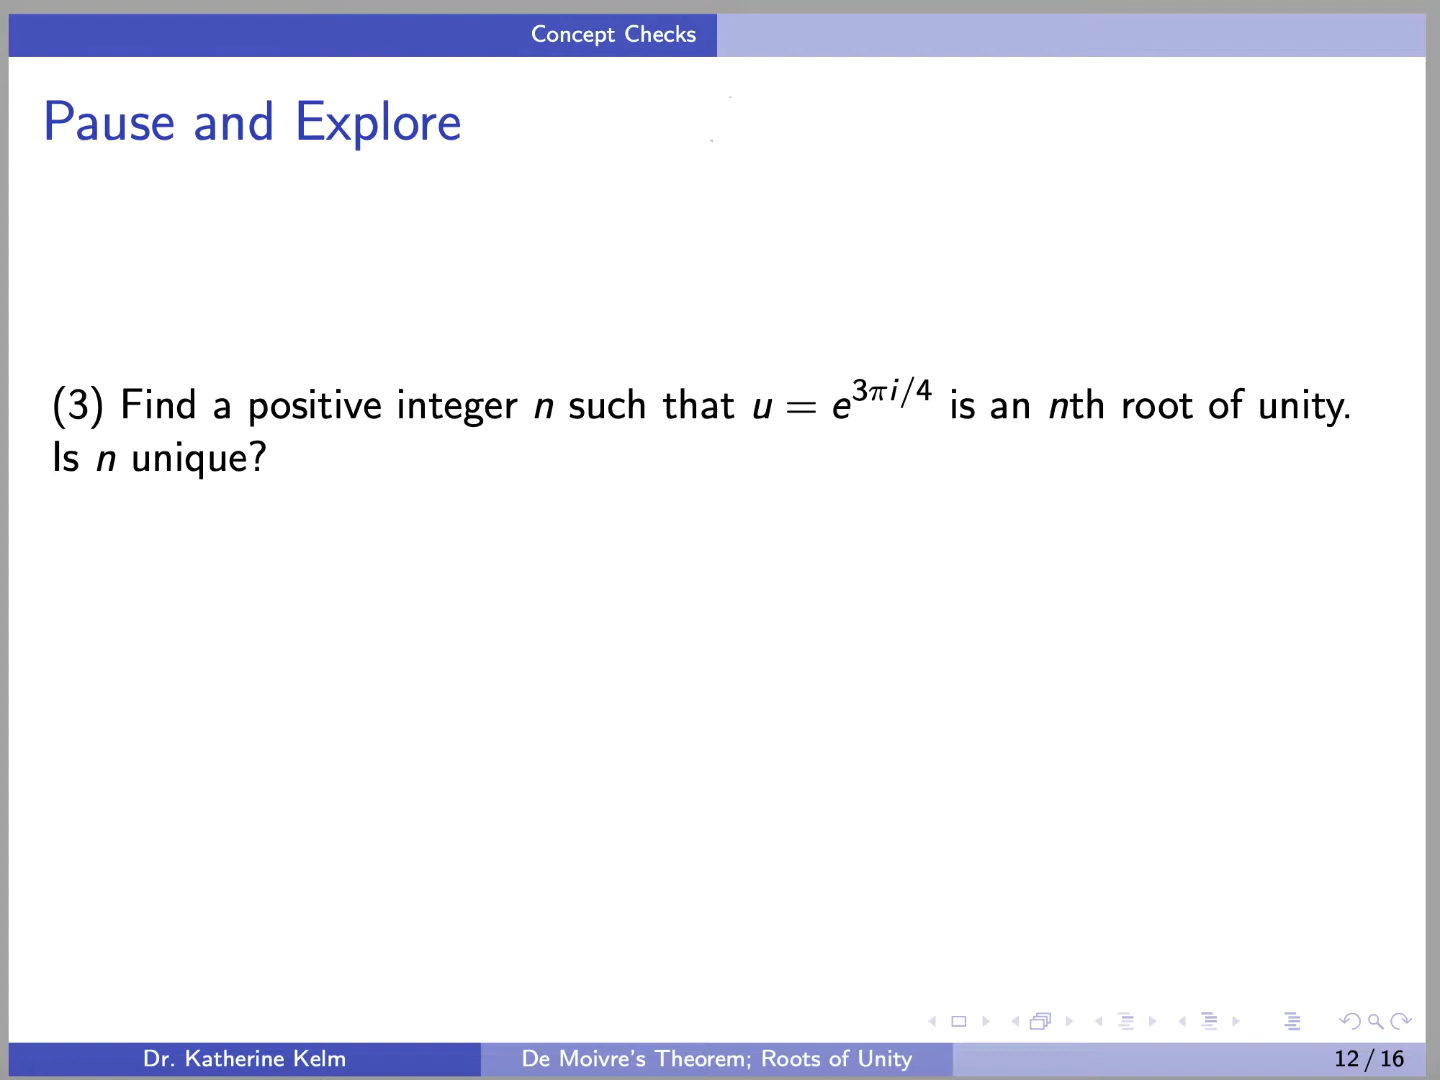 Concept Checks
Pause and Explore
(3) Find a positive integer n such that u = e^{3πi/4} is an nth root of unity.
Is n unique?
Dr. Katherine Kelm
De Moivre's Theorem; Roots of Unity
12 / 16